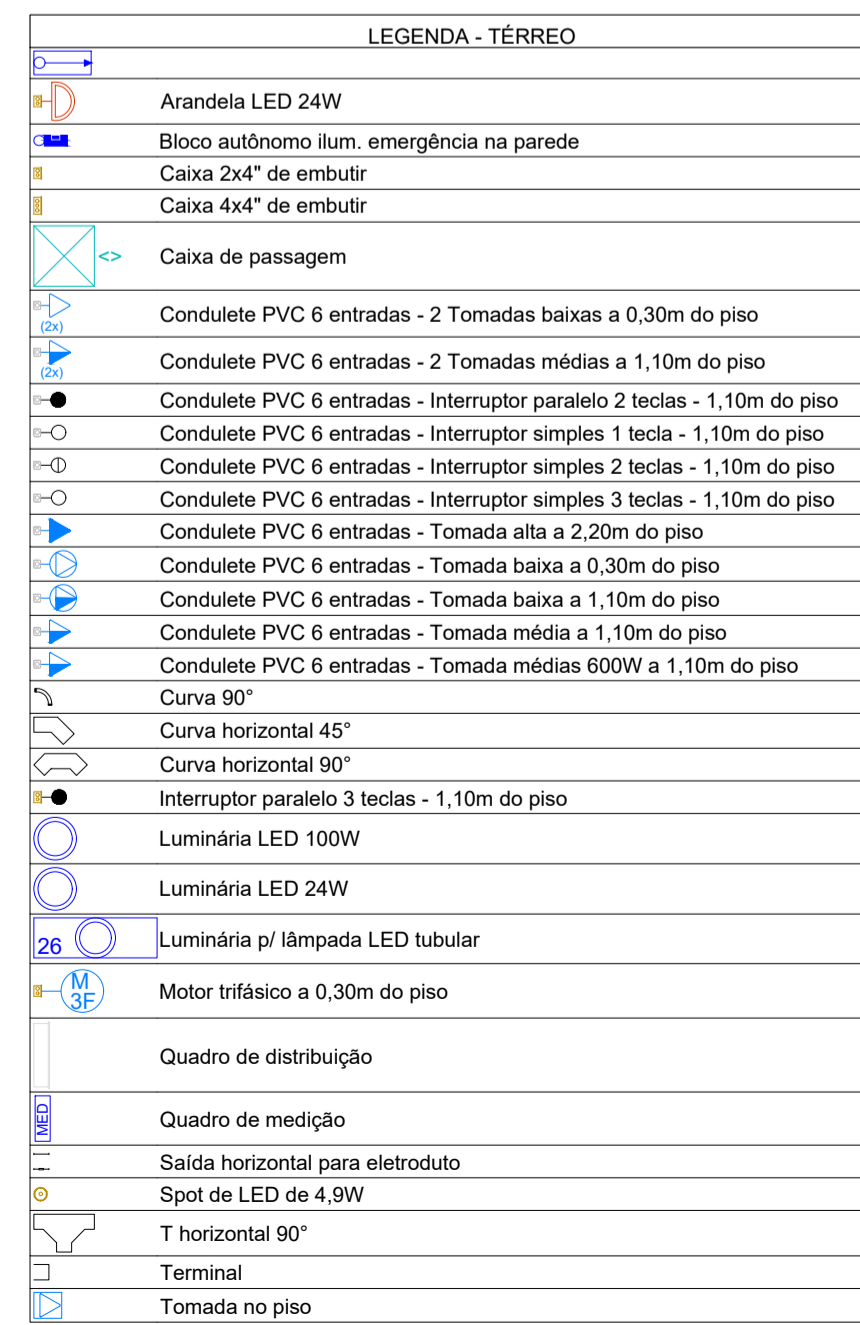 LEGENDA - TÉRREO
Arandela LED 24W
Bloco autônomo ilum. emergência na parede
Caixa 2x4" de embutir
Caixa 4x4" de embutir
<> Caixa de passagem
(2x) Condulete PVC 6 entradas - 2 Tomadas baixas a 0,30m do piso
(2x) Condulete PVC 6 entradas - 2 Tomadas médias a 1,10m do piso
Condulete PVC 6 entradas - Interruptor paralelo 2 teclas - 1,10m do piso
Condulete PVC 6 entradas - Interruptor simples 1 tecla - 1,10m do piso
Condulete PVC 6 entradas - Interruptor simples 2 teclas - 1,10m do piso
Condulete PVC 6 entradas - Interruptor simples 3 teclas - 1,10m do piso
Condulete PVC 6 entradas - Tomada alta a 2,20m do piso
Condulete PVC 6 entradas - Tomada baixa a 0,30m do piso
Condulete PVC 6 entradas - Tomada baixa a 1,10m do piso
Condulete PVC 6 entradas - Tomada média a 1,10m do piso
Condulete PVC 6 entradas - Tomada médias 600W a 1,10m do piso
Curva 90°
Curva horizontal 45°
Curva horizontal 90°
Interruptor paralelo 3 teclas - 1,10m do piso
Luminária LED 100W
Luminária LED 24W
26 Luminária p/ lâmpada LED tubular
M 3F Motor trifásico a 0,30m do piso
Quadro de distribuição
MED Quadro de medição
Saída horizontal para eletroduto
Spot de LED de 4,9W
T horizontal 90°
Terminal
Tomada no piso